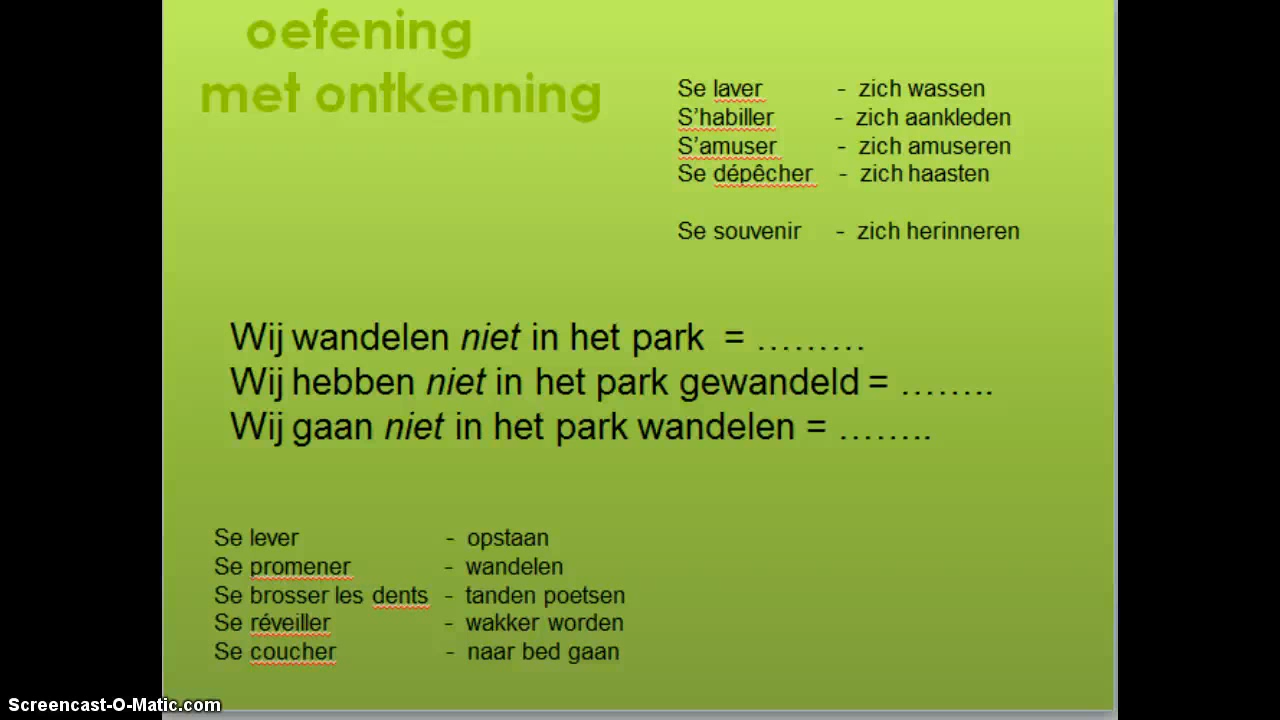 oefening
met ontkenning
Se laver - zich wassen
S'habiller - zich aankleden
S'amuser - zich amuseren
Se dépêcher - zich haasten
Se souvenir - zich herinneren
Wij wandelen niet in het park = ………
Wij hebben niet in het park gewandeld = ……..
Wij gaan niet in het park wandelen = ……..
Se lever - opstaan
Se promener - wandelen
Se brosser les dents - tanden poetsen
Se réveiller - wakker worden
Se coucher - naar bed gaan
Screencast-O-Matic.com